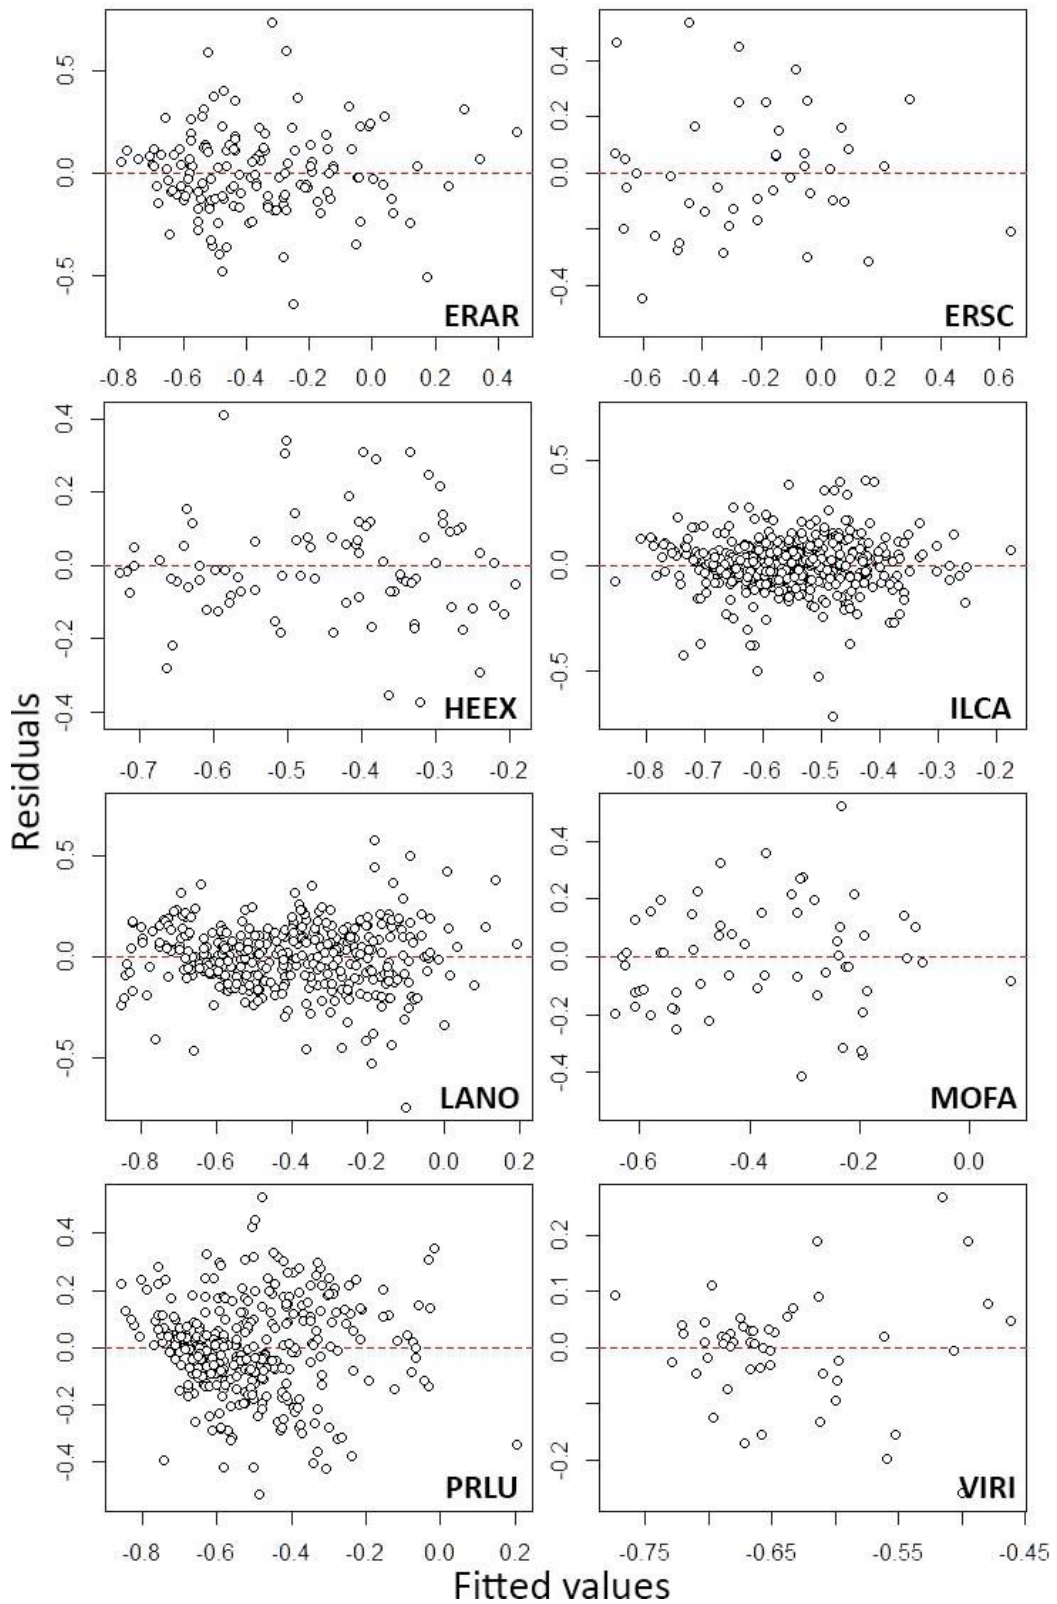 0.5 0.0 -0.5
ERAR
-0.8 -0.6 -0.4 -0.2 0.0 0.2 0.4
0.4 0.2 0.0 -0.4
ERSC
-0.6 -0.4 -0.2 0.0 0.2 0.4 0.6
0.4 0.2 0.0 -0.2 -0.4
HEEX
-0.7 -0.6 -0.5 -0.4 -0.3 -0.2
0.5 0.0 -0.5
ILCA
-0.8 -0.7 -0.6 -0.5 -0.4 -0.3 -0.2
Residuals
0.5 0.0 -0.5
LANO
-0.8 -0.6 -0.4 -0.2 0.0 0.2
0.4 0.2 0.0 -0.2 -0.4
MOFA
-0.6 -0.4 -0.2 0.0
0.4 0.2 0.0 -0.2 -0.4
PRLU
-0.8 -0.6 -0.4 -0.2 0.0 0.2
0.2 0.1 0.0 -0.2
VIRI
-0.75 -0.65 -0.55 -0.45
Fitted values